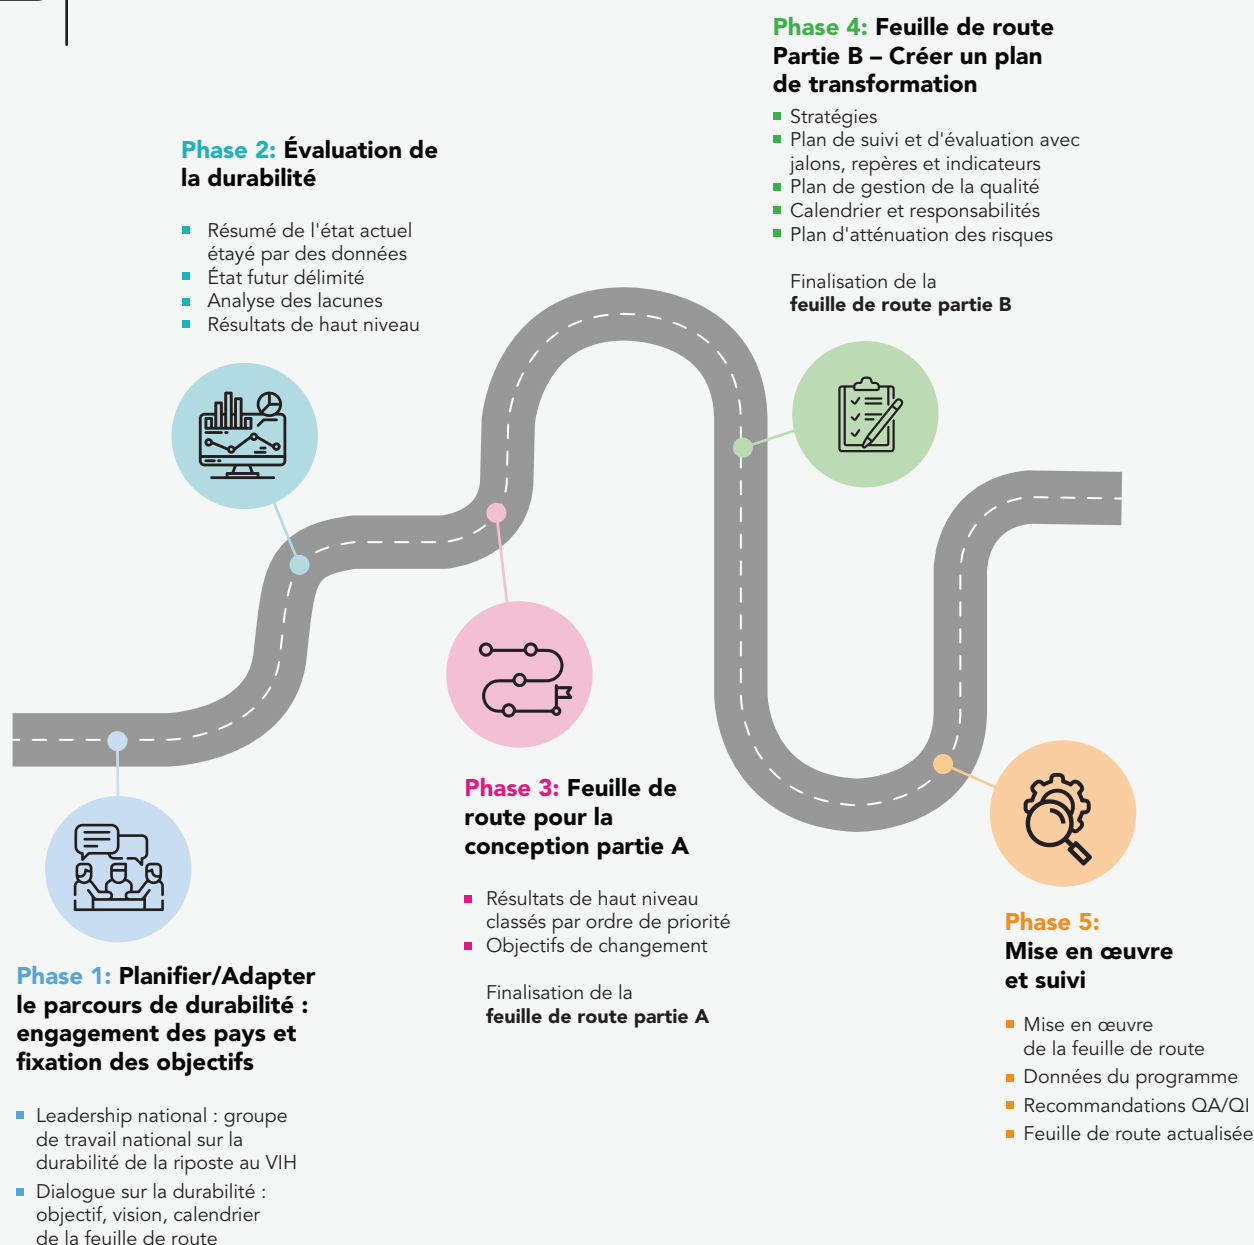 Phase 1: Planifier/Adapter
le parcours de durabilité :
engagement des pays et
fixation des objectifs
Leadership national : groupe
de travail national sur la
durabilité de la riposte au VIH
Dialogue sur la durabilité :
objectif, vision, calendrier
de la feuille de route
Phase 2: Évaluation de
la durabilité
Résumé de l'état actuel
étayé par des données
État futur délimité
Analyse des lacunes
Résultats de haut niveau
Phase 3: Feuille de
route pour la
conception partie A
Résultats de haut niveau
classés par ordre de priorité
Objectifs de changement
Finalisation de la
feuille de route partie A
Phase 4: Feuille de route
Partie B – Créer un plan
de transformation
Stratégies
Plan de suivi et d'évaluation avec
jalons, repères et indicateurs
Plan de gestion de la qualité
Calendrier et responsabilités
Plan d'atténuation des risques
Finalisation de la
feuille de route partie B
Phase 5:
Mise en œuvre
et suivi
Mise en œuvre
de la feuille de route
Données du programme
Recommandations QA/QI
Feuille de route actualisée